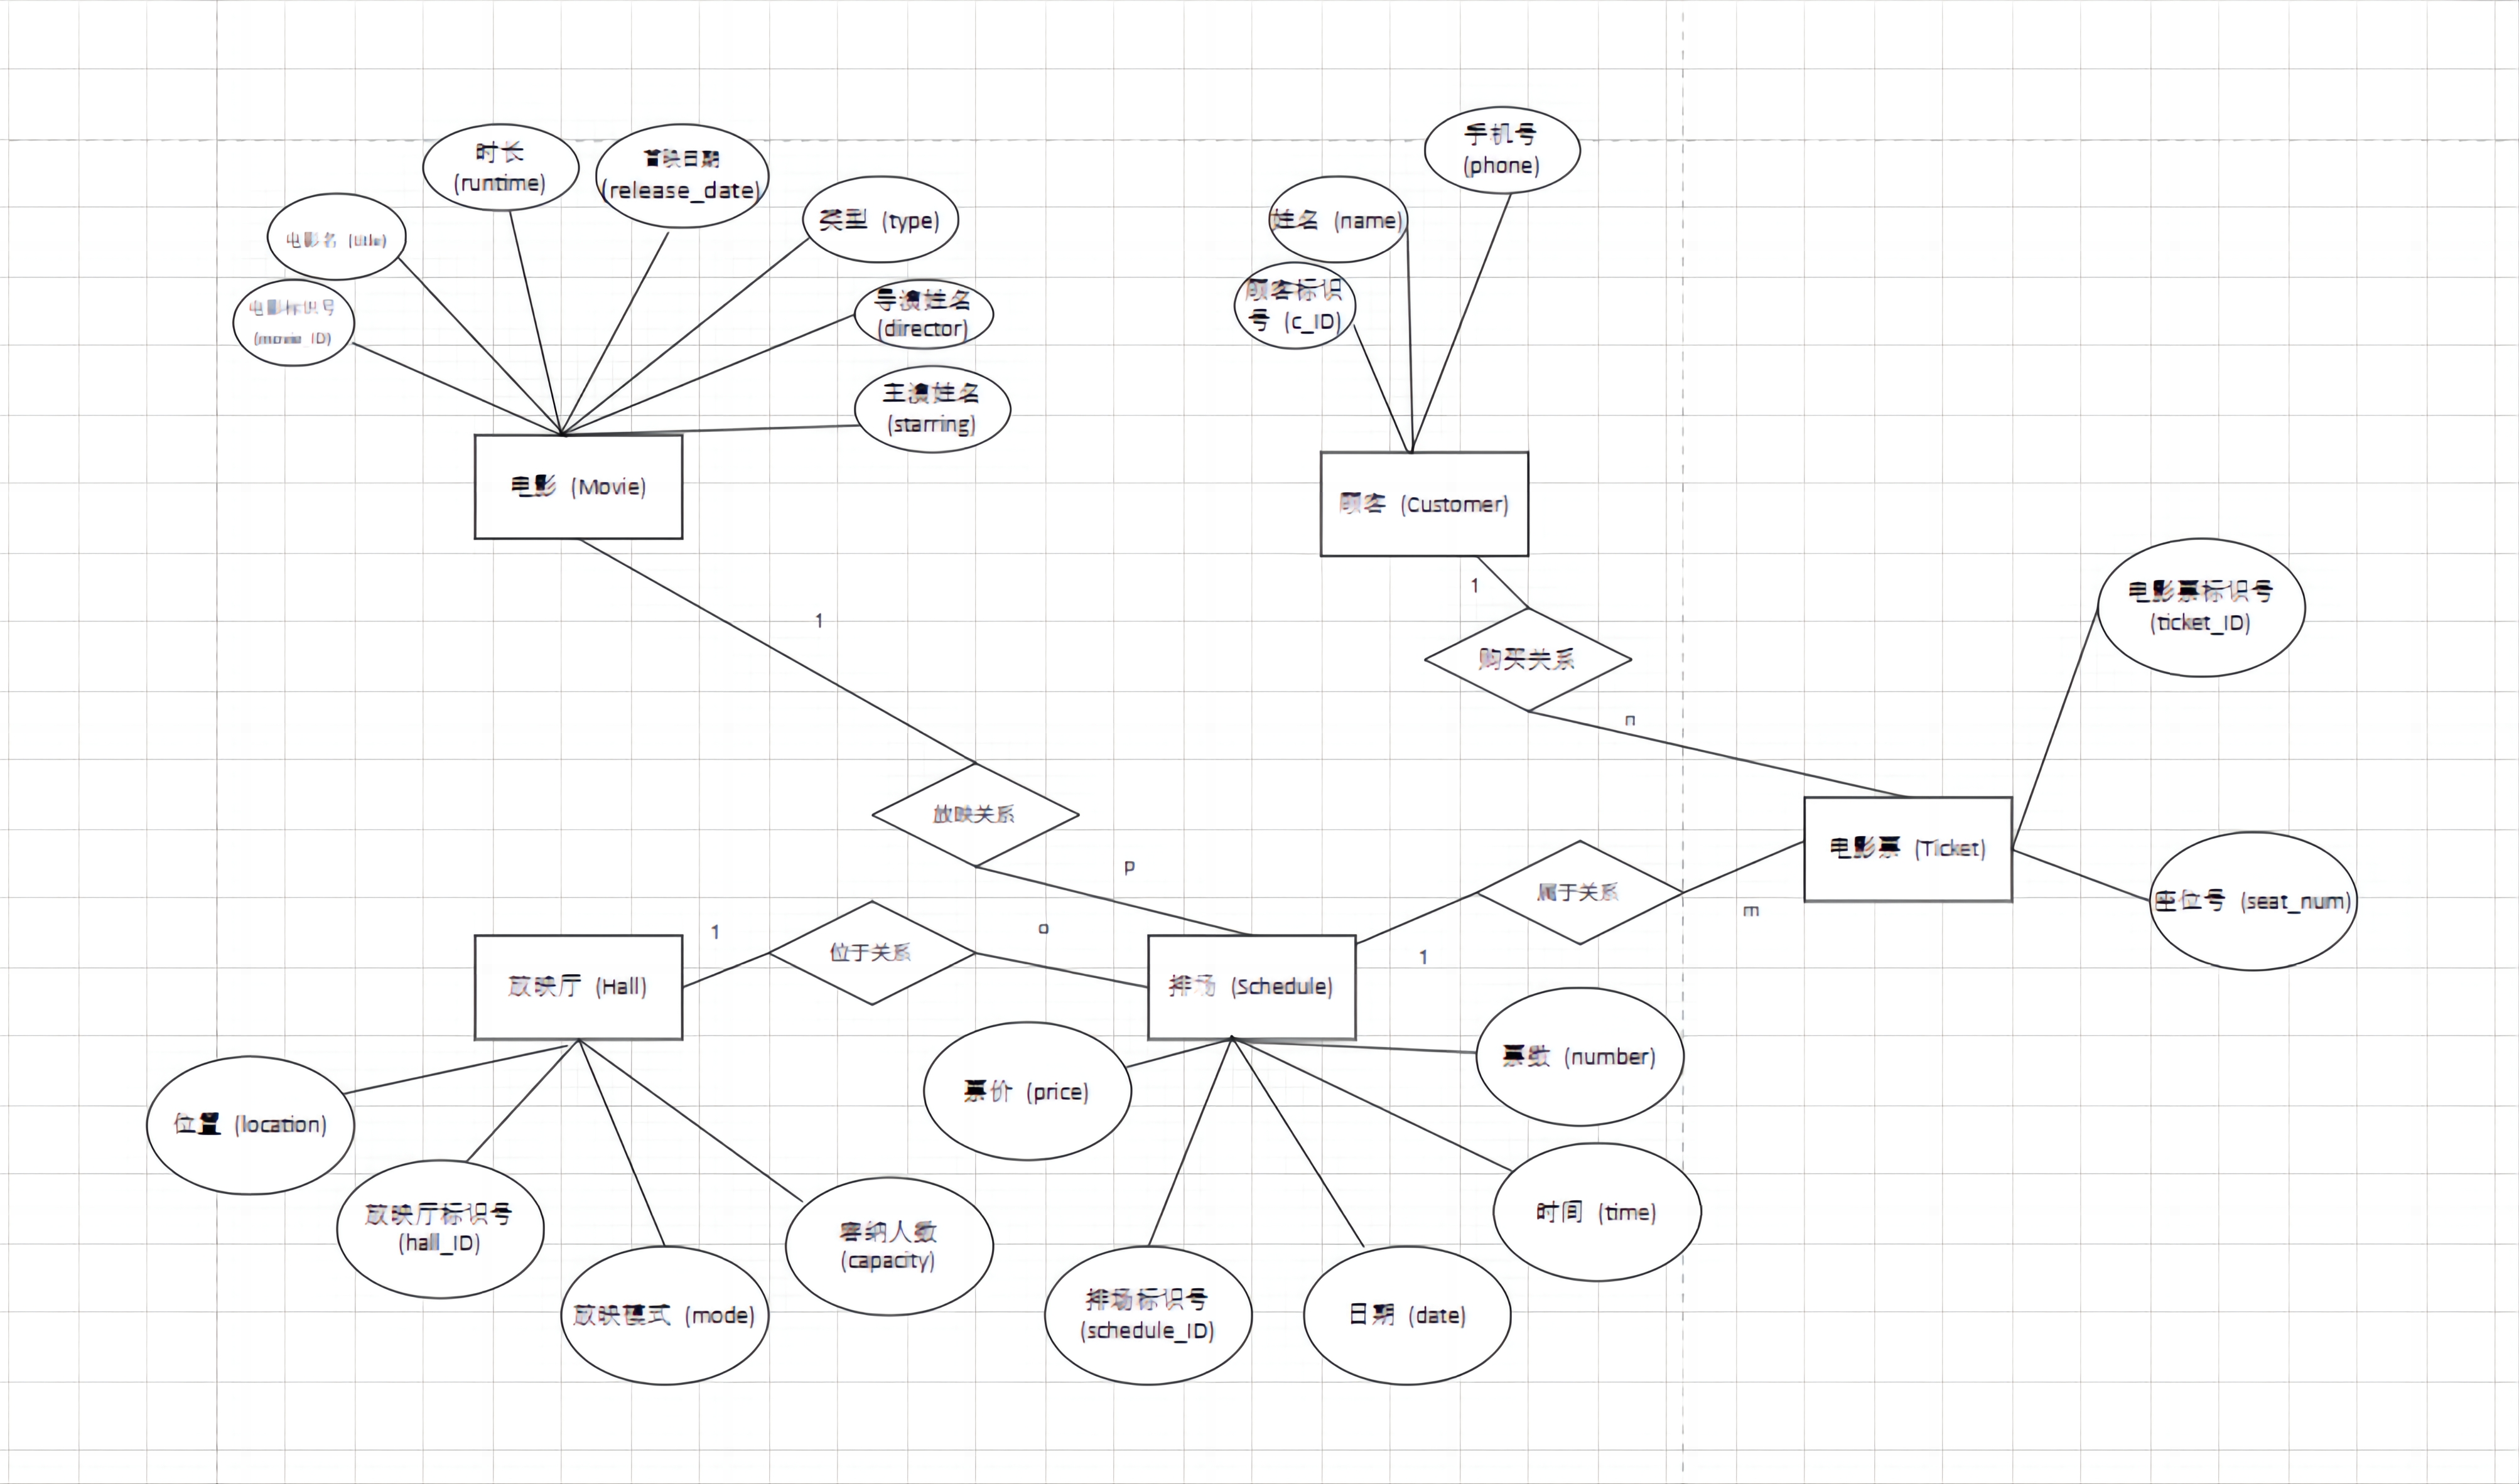 手机号
(phone)
时长
(runtime)
首映日期
(release_date)
类型 (type)
姓名 (name)
电影名 (title)
导演姓名
(director)
顾客标识
号 (c_ID)
电影标识号
(movie_ID)
主演姓名
(starring)
电影 (Movie)
顾客 (Customer)
1
电影票标识号
(ticket_ID)
1
购买关系
n
放映关系
电影票 (Ticket)
p
属于关系
座位号 (seat_num)
m
1
o
位于关系
1
放映厅 (Hall)
排场 (Schedule)
票数 (number)
票价 (price)
位置 (location)
放映厅标识号
(hall_ID)
容纳人数
(capacity)
时间 (time)
放映模式 (mode)
排场标识号
(schedule_ID)
日期 (date)